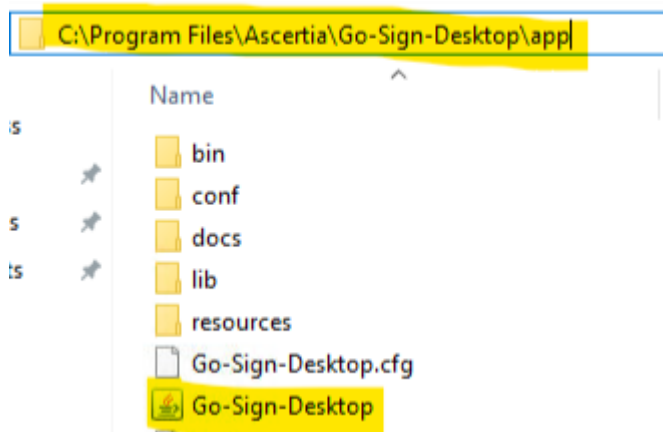 C:\Program Files\Ascertia\Go-Sign-Desktop\app
Name
bin
conf
docs
lib
resources
Go-Sign-Desktop.cfg
Go-Sign-Desktop